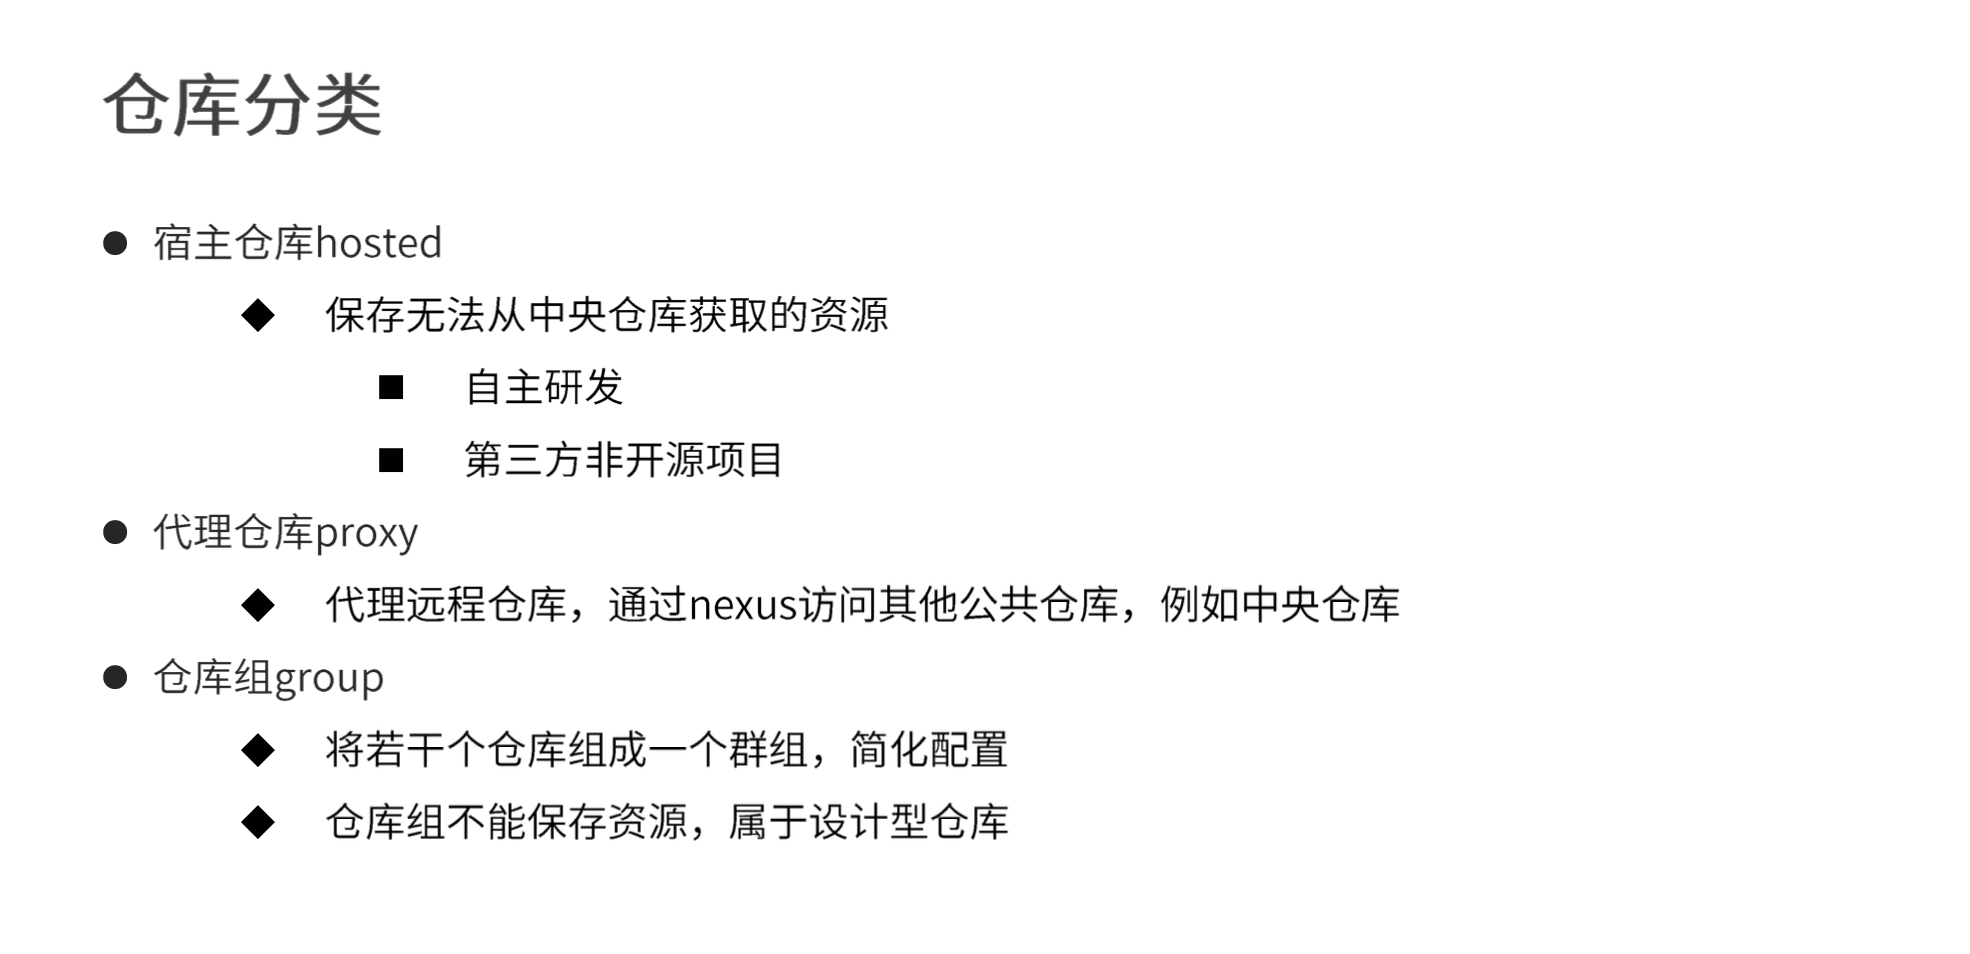 仓库分类
宿主仓库hosted
保存无法从中央仓库获取的资源
自主研发
第三方非开源项目
代理仓库proxy
代理远程仓库，通过nexus访问其他公共仓库，例如中央仓库
仓库组group
将若干个仓库组成一个群组，简化配置
仓库组不能保存资源，属于设计型仓库